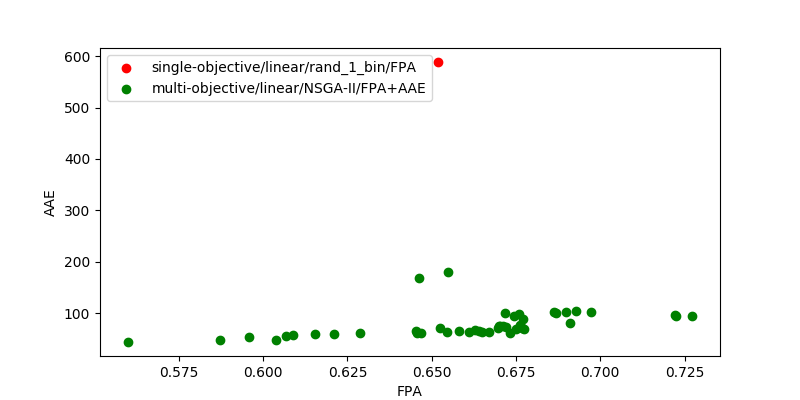 single-objective/linear/rand_1_bin/FPA
multi-objective/linear/NSGA-II/FPA+AAE
600
500
400
300
200
100
AAE
0.575 0.600 0.625 0.650 0.675 0.700 0.725
FPA